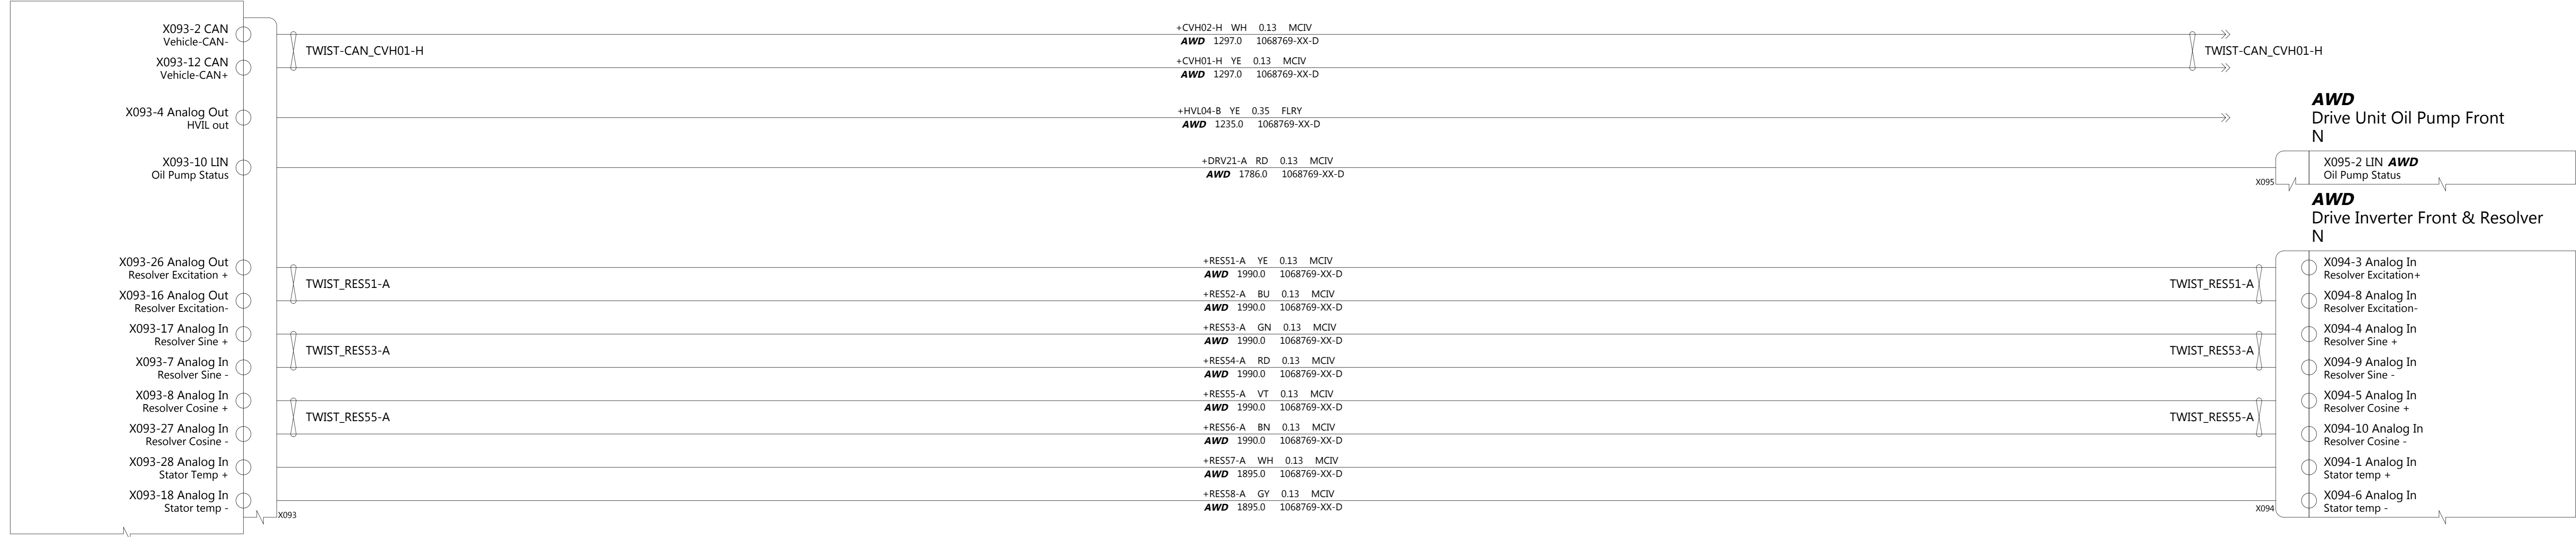 X093-2 CAN
Vehicle-CAN-
X093-12 CAN
Vehicle-CAN+
TWIST-CAN_CVH01-H
+CVH02-H WH 0.13 MCIV
AWD 1297.0 1068769-XX-D
+CVH01-H YE 0.13 MCIV
AWD 1297.0 1068769-XX-D
TWIST-CAN_CVH01-H
X093-4 Analog Out
HVIL out
+HVL04-B YE 0.35 FLRY
AWD 1235.0 1068769-XX-D
AWD
Drive Unit Oil Pump Front
N
X093-10 LIN
Oil Pump Status
+DRV21-A RD 0.13 MCIV
AWD 1786.0 1068769-XX-D
X095
X095-2 LIN AWD
Oil Pump Status
AWD
Drive Inverter Front & Resolver
N
X093-26 Analog Out
Resolver Excitation +
X093-16 Analog Out
Resolver Excitation-
TWIST_RES51-A
+RES51-A YE 0.13 MCIV
AWD 1990.0 1068769-XX-D
+RES52-A BU 0.13 MCIV
AWD 1990.0 1068769-XX-D
TWIST_RES51-A
X094-3 Analog In
Resolver Excitation+
X094-8 Analog In
Resolver Excitation-
X093-17 Analog In
Resolver Sine +
X093-7 Analog In
Resolver Sine -
TWIST_RES53-A
+RES53-A GN 0.13 MCIV
AWD 1990.0 1068769-XX-D
+RES54-A RD 0.13 MCIV
AWD 1990.0 1068769-XX-D
TWIST_RES53-A
X094-4 Analog In
Resolver Sine +
X094-9 Analog In
Resolver Sine -
X093-8 Analog In
Resolver Cosine +
X093-27 Analog In
Resolver Cosine -
TWIST_RES55-A
+RES55-A VT 0.13 MCIV
AWD 1990.0 1068769-XX-D
+RES56-A BN 0.13 MCIV
AWD 1990.0 1068769-XX-D
TWIST_RES55-A
X094-5 Analog In
Resolver Cosine +
X094-10 Analog In
Resolver Cosine -
X093-28 Analog In
Stator Temp +
+RES57-A WH 0.13 MCIV
AWD 1895.0 1068769-XX-D
X094-1 Analog In
Stator temp +
X093-18 Analog In
Stator temp -
X093
+RES58-A GY 0.13 MCIV
AWD 1895.0 1068769-XX-D
X094
X094-6 Analog In
Stator temp -